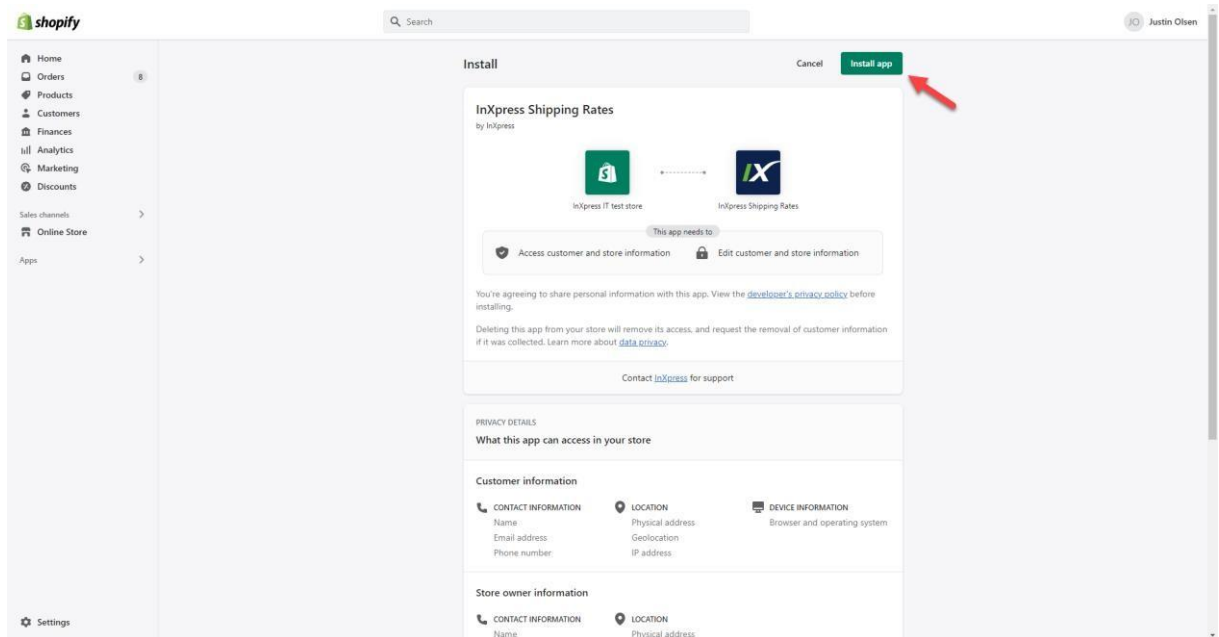 shopify
Search
JO Justin Olsen
Home
Orders 8
Products
Customers
Finances
Analytics
Marketing
Discounts
Sales channels
Online Store
Apps
Settings
Install
Cancel
Install app
InXpress Shipping Rates
by InXpress
InXpress IT test store
IX
InXpress Shipping Rates
This app needs to
Access customer and store information
Edit customer and store information
You're agreeing to share personal information with this app. View the developer's privacy policy before
installing.
Deleting this app from your store will remove its access, and request the removal of customer information
if it was collected. Learn more about data privacy.
Contact InXpress for support
PRIVACY DETAILS
What this app can access in your store
Customer information
CONTACT INFORMATION
Name
Email address
Phone number
LOCATION
Physical address
Geolocation
IP address
DEVICE INFORMATION
Browser and operating system
Store owner information
CONTACT INFORMATION
Name
LOCATION
Physical address